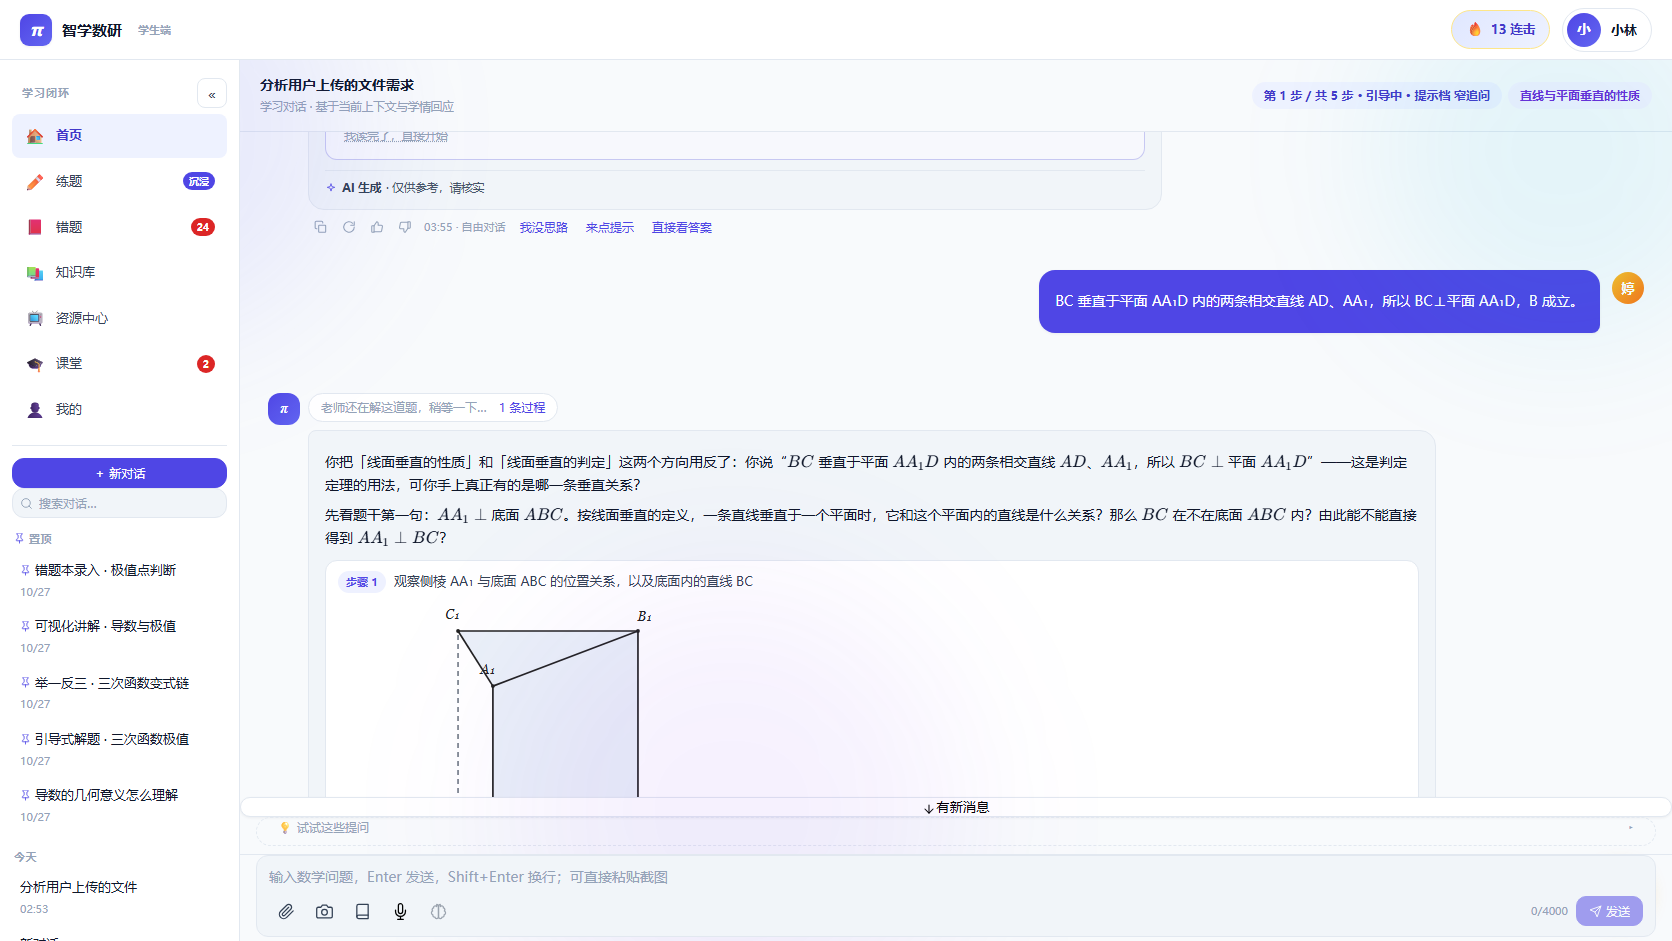 π 智学数研 学生端
13 连击
小 小林
学习闭环
«
首页
练题 沉浸
错题 24
知识库
资源中心
课堂 2
我的
+ 新对话
搜索对话...
置顶
错题本录入 · 极值点判断
10/27
可视化讲解 · 导数与极值
10/27
举一反三 · 三次函数变式链
10/27
引导式解题 · 三次函数极值
10/27
导数的几何意义怎么理解
10/27
今天
分析用户上传的文件
02:53
新对话
分析用户上传的文件需求
学习对话 · 基于当前上下文与学情回应
第 1 步 / 共 5 步 • 引导中 • 提示档 窄追问
直线与平面垂直的性质
我读完了，直接开始
AI 生成 · 仅供参考，请核实
03:55 · 自由对话 我没思路 来点提示 直接看答案
BC 垂直于平面 AA₁D 内的两条相交直线 AD、AA₁，所以 BC⊥平面 AA₁D，B 成立。
婷
π
老师还在解这道题，稍等一下... 1 条过程
你把「线面垂直的性质」和「线面垂直的判定」这两个方向用反了：你说“BC 垂直于平面 AA₁D 内的两条相交直线 AD、AA₁，所以 BC ⊥ 平面 AA₁D”——这是判定
定理的用法，可你手上真正有的是哪一条垂直关系？
先看题干第一句：AA₁ ⊥ 底面 ABC。按线面垂直的定义，一条直线垂直于一个平面时，它和这个平面内的直线是什么关系？那么 BC 在不在底面 ABC 内？由此能不能直接
得到 AA₁ ⊥ BC？
步骤 1 观察侧棱 AA₁ 与底面 ABC 的位置关系，以及底面内的直线 BC
C₁
B₁
A₁
↓有新消息
试试这些提问
输入数学问题，Enter 发送，Shift+Enter 换行；可直接粘贴截图
0/4000 发送